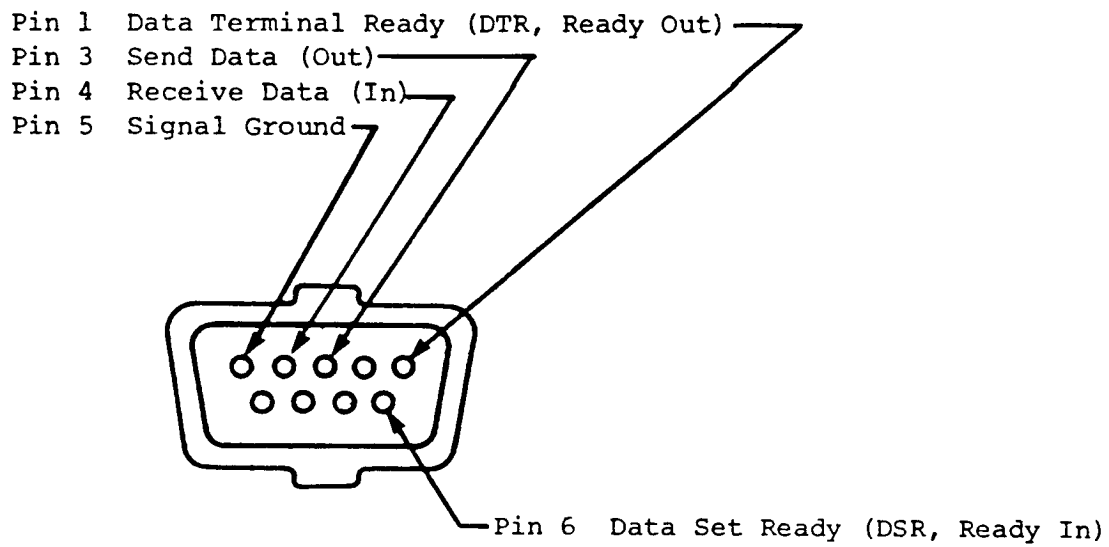 Pin 1  Data Terminal Ready (DTR, Ready Out)
Pin 3  Send Data (Out)
Pin 4  Receive Data (In)
Pin 5  Signal Ground
Pin 6  Data Set Ready (DSR, Ready In)